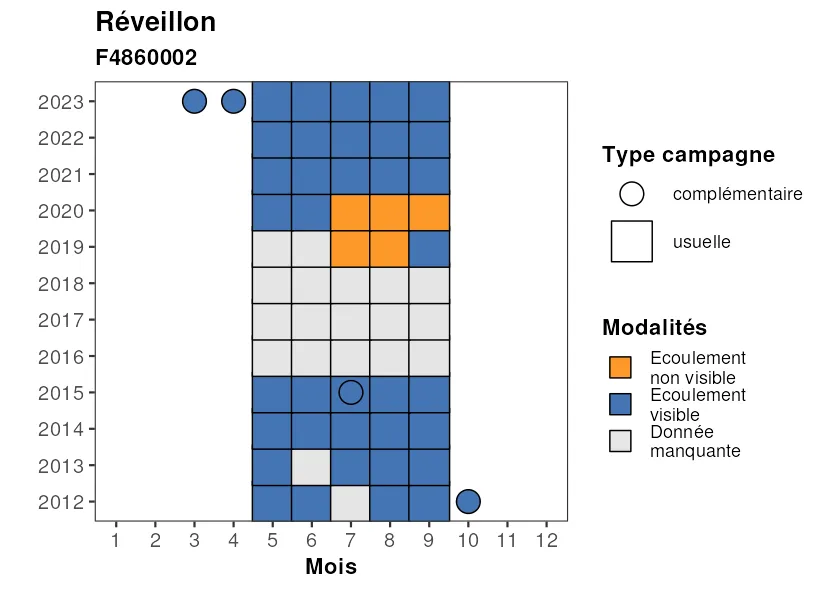 Réveillon
F4860002
2023
2022
2021
2020
2019
2018
2017
2016
2015
2014
2013
2012
1 2 3 4 5 6 7 8 9 10 11 12
Mois
Type campagne
complémentaire
usuelle
Modalités
Ecoulement
non visible
Ecoulement
visible
Donnée
manquante